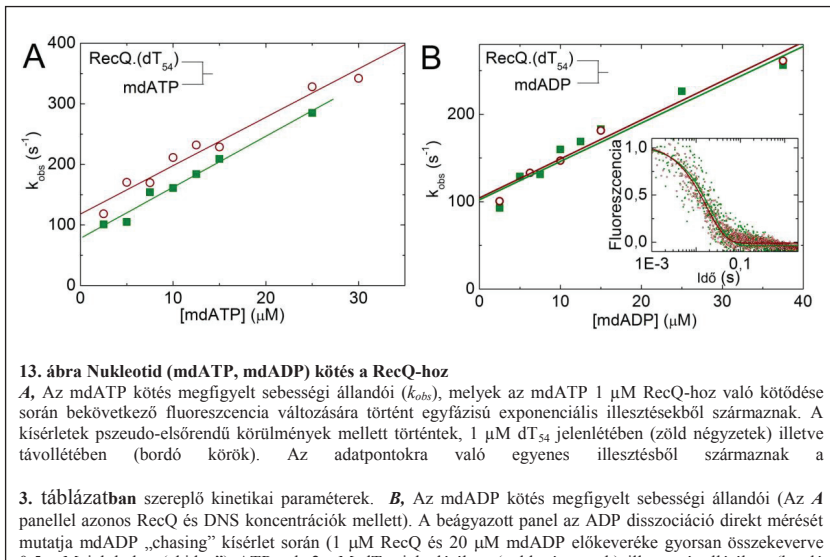 A
RecQ.(dT54)
mdATP
400
300
200
100
0
kobs (s-1)
0 10 20 30
[mdATP] (µM)
B
RecQ.(dT54)
mdADP
200
100
0
kobs (s-1)
0 10 20 30 40
[mdADP] (µM)
Fluoreszcencia
1,0
0,5
0,0
1E-3 0,1
Idő (s)
13. ábra Nukleotid (mdATP, mdADP) kötés a RecQ-hoz
A, Az mdATP kötés megfigyelt sebességi állandói (kobs), melyek az mdATP 1 µM RecQ-hoz való kötődése
során bekövetkező fluoreszcencia változására történt egyfázisú exponenciális illesztésekből származnak. A
kísérletek pszeudo-elsőrendű körülmények mellett történtek, 1 µM dT54 jelenlétében (zöld négyzetek) illetve
távollétében (bordó körök). Az adatpontokra való egyenes illesztésből származnak a
3. táblázatban szereplő kinetikai paraméterek. B, Az mdADP kötés megfigyelt sebességi állandói (Az A
panellel azonos RecQ és DNS koncentrációk mellett). A beágyazott panel az ADP disszociáció direkt mérését
mutatja mdADP „chasing” kísérlet során (1 µM RecQ és 20 µM mdADP előkeveréke gyorsan összekeverve